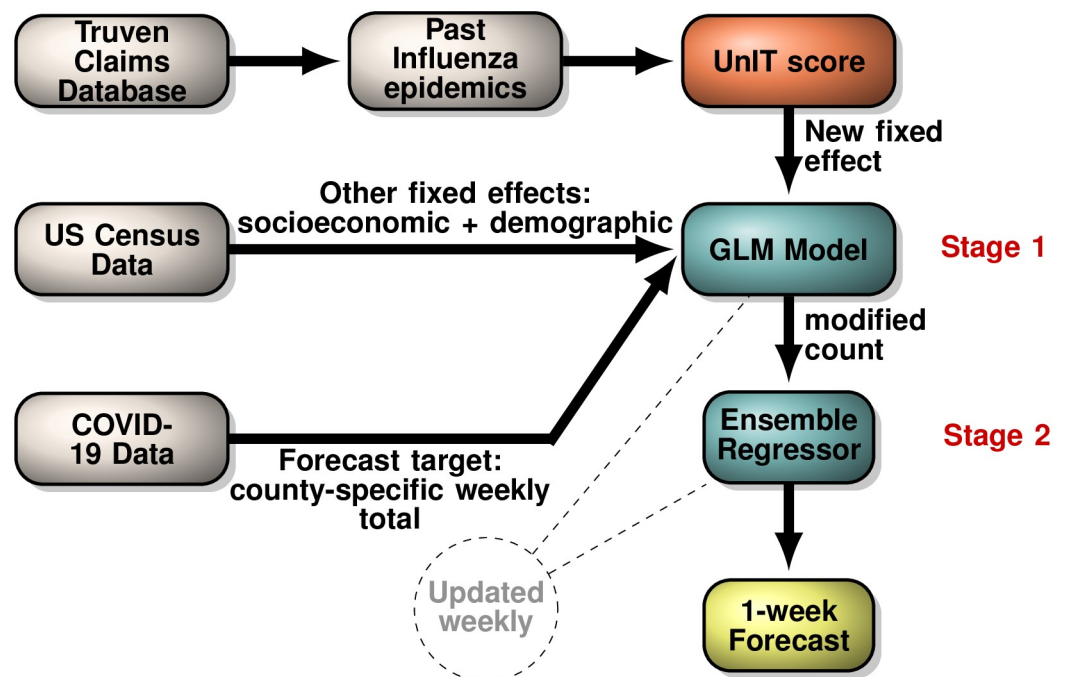 Truven
Claims
Database
Past
Influenza
epidemics
UnIT score
New fixed
effect
Other fixed effects:
socioeconomic + demographic
US Census
Data
GLM Model
Stage 1
modified
count
COVID-
19 Data
Forecast target:
county-specific weekly
total
Ensemble
Regressor
Stage 2
Updated
weekly
1-week
Forecast